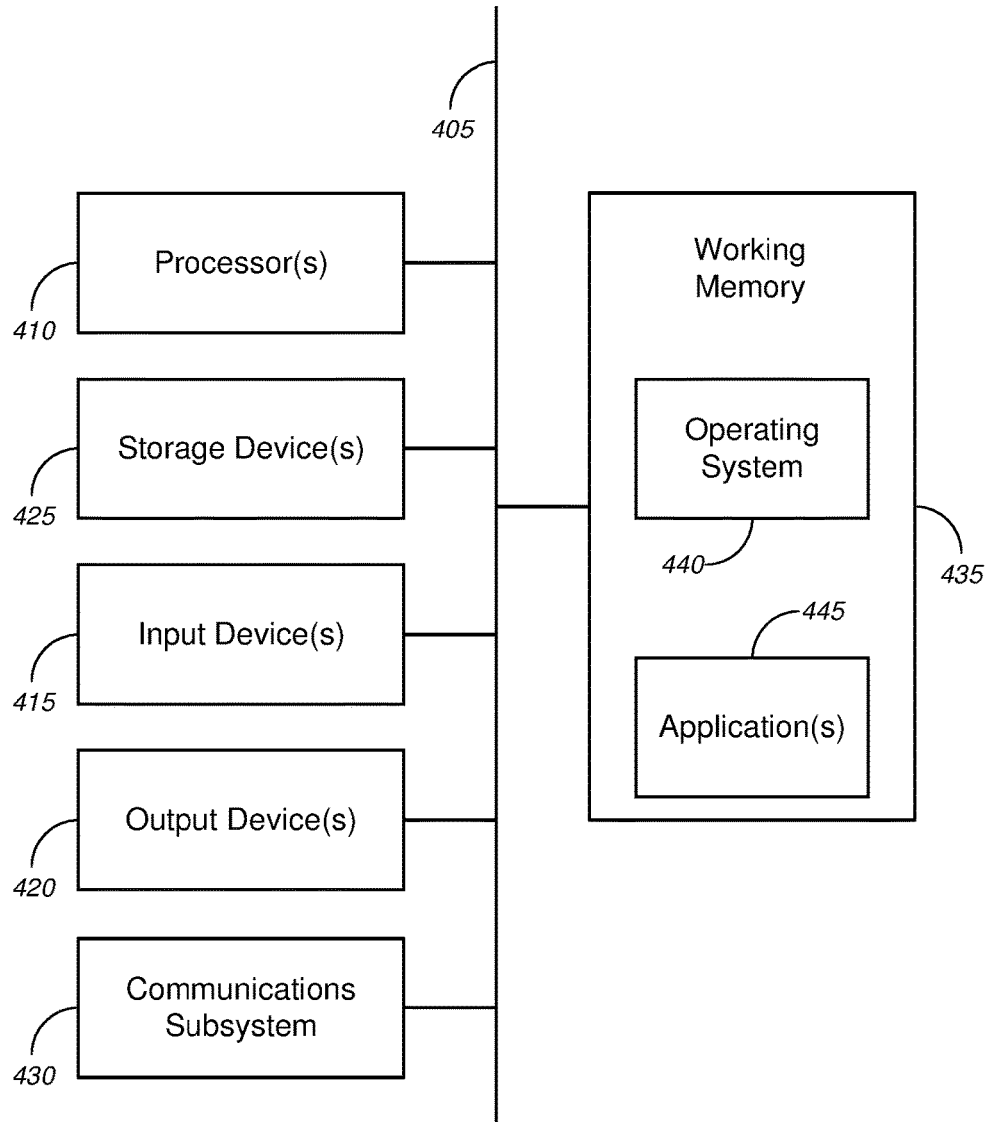 405
Processor(s)
410
Storage Device(s)
425
Input Device(s)
415
Output Device(s)
420
Communications
Subsystem
430
Working
Memory
Operating
System
440
435
445
Application(s)